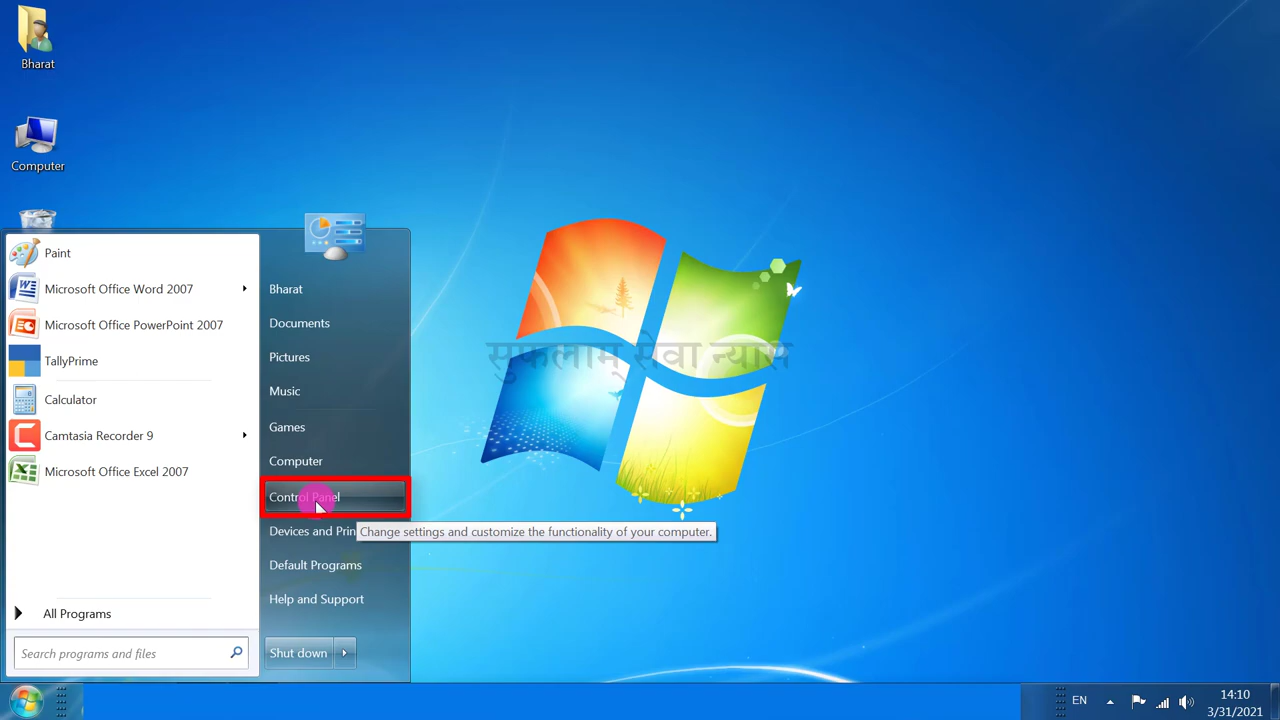 Bharat
Computer
Paint
Microsoft Office Word 2007
Microsoft Office PowerPoint 2007
TallyPrime
Calculator
Camtasia Recorder 9
Microsoft Office Excel 2007
All Programs
Search programs and files
Bharat
Documents
Pictures
Music
Games
Computer
Control Panel
Devices and Prin
Change settings and customize the functionality of your computer.
Default Programs
Help and Support
Shut down
सुफलाम् सेवा न्यास
EN
14:10
3/31/2021